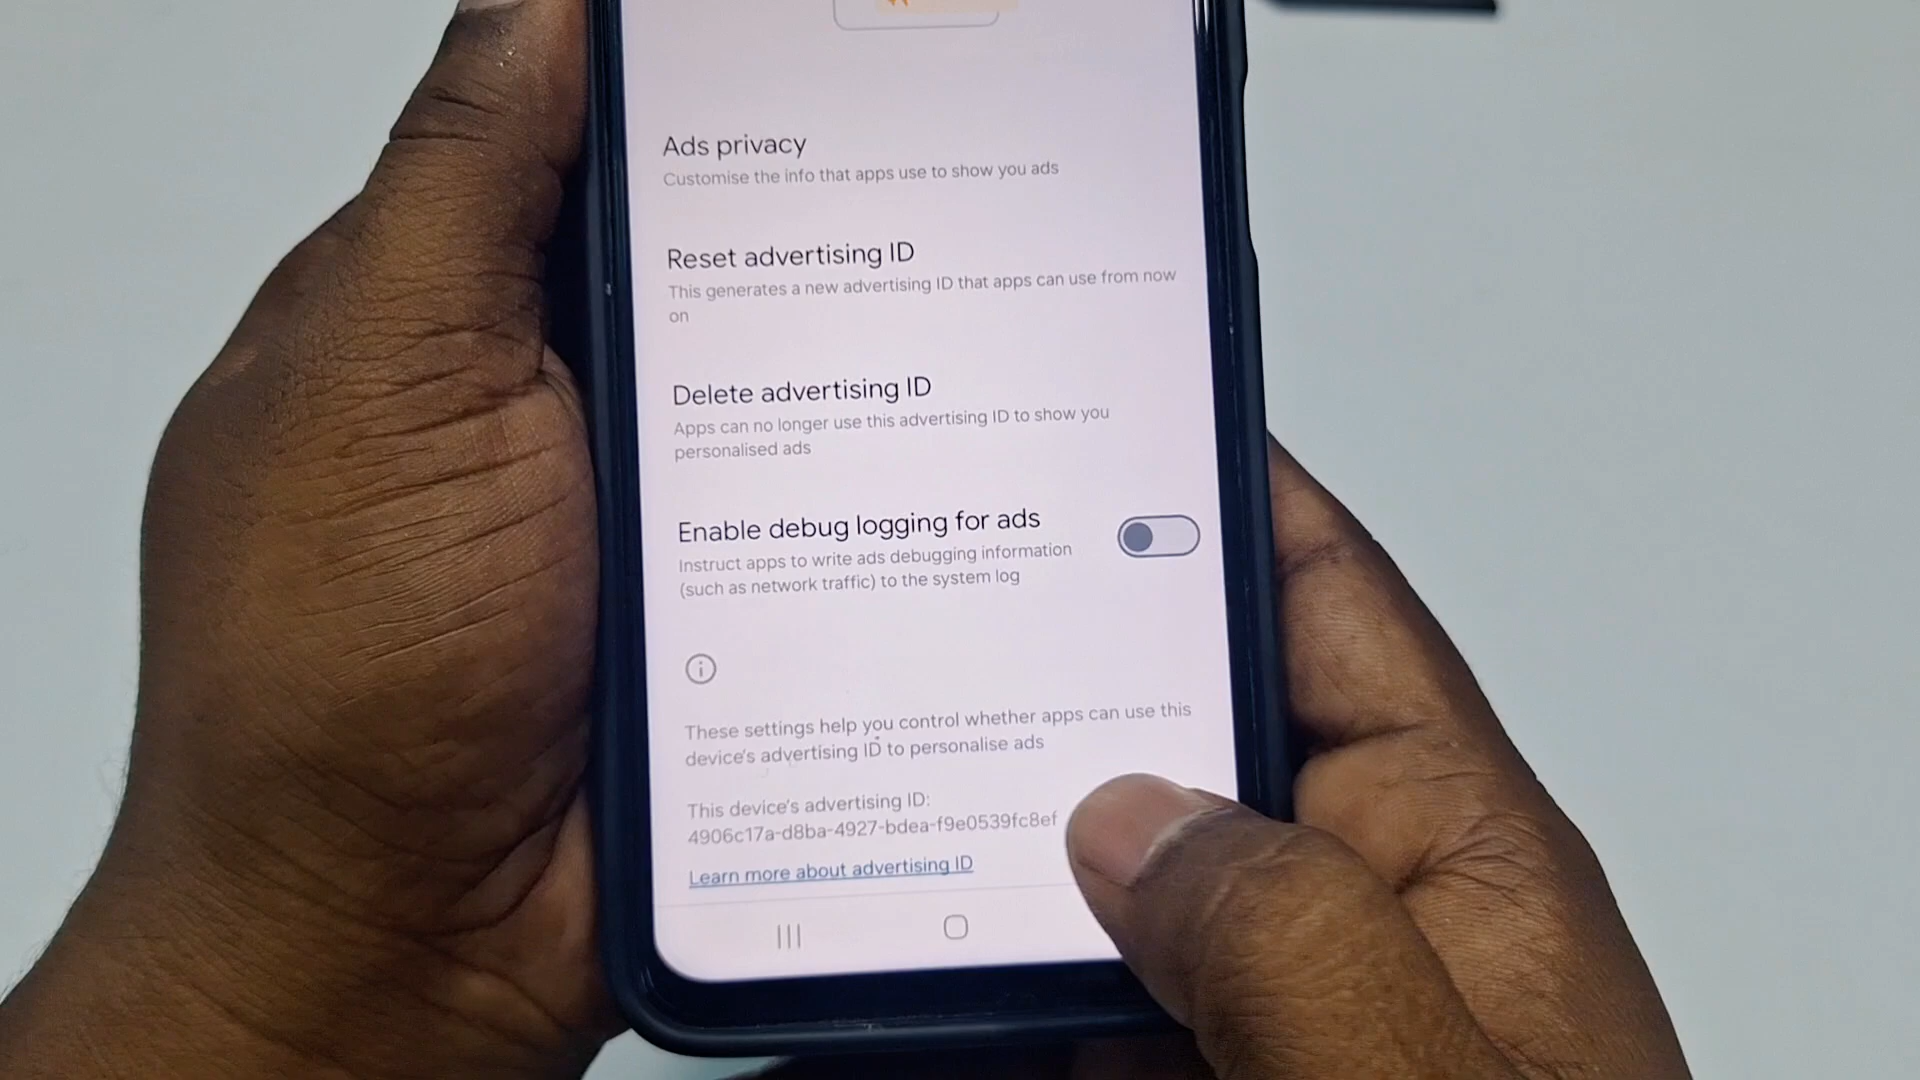 Ads privacy
Customise the info that apps use to show you ads
Reset advertising ID
This generates a new advertising ID that apps can use from now
on
Delete advertising ID
Apps can no longer use this advertising ID to show you
personalised ads
Enable debug logging for ads
Instruct apps to write ads debugging information
(such as network traffic) to the system log
These settings help you control whether apps can use this
device's advertising ID to personalise ads
This device's advertising ID:
4906c17a-d8ba-4927-bdea-f9e0539fc8ef
Learn more about advertising ID